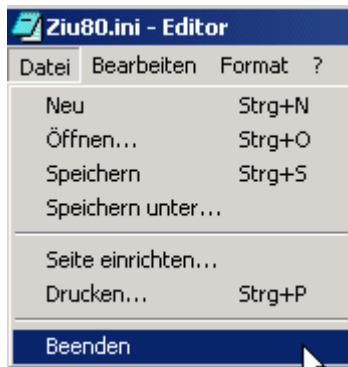 Ziu80.ini - Editor
Datei Bearbeiten Format ?
Neu Strg+N
Öffnen... Strg+O
Speichern Strg+S
Speichern unter...
Seite einrichten...
Drucken... Strg+P
Beenden